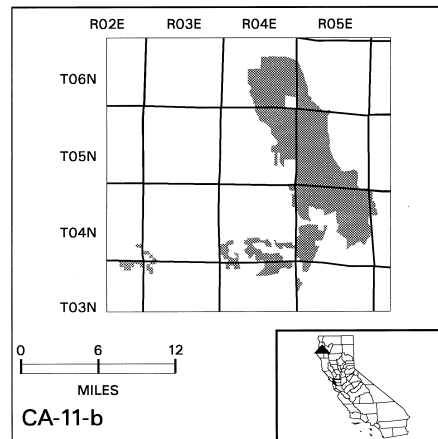 R02E R03E R04E R05E
T06N
T05N
T04N
T03N
0 6 12
MILES
CA-11-b